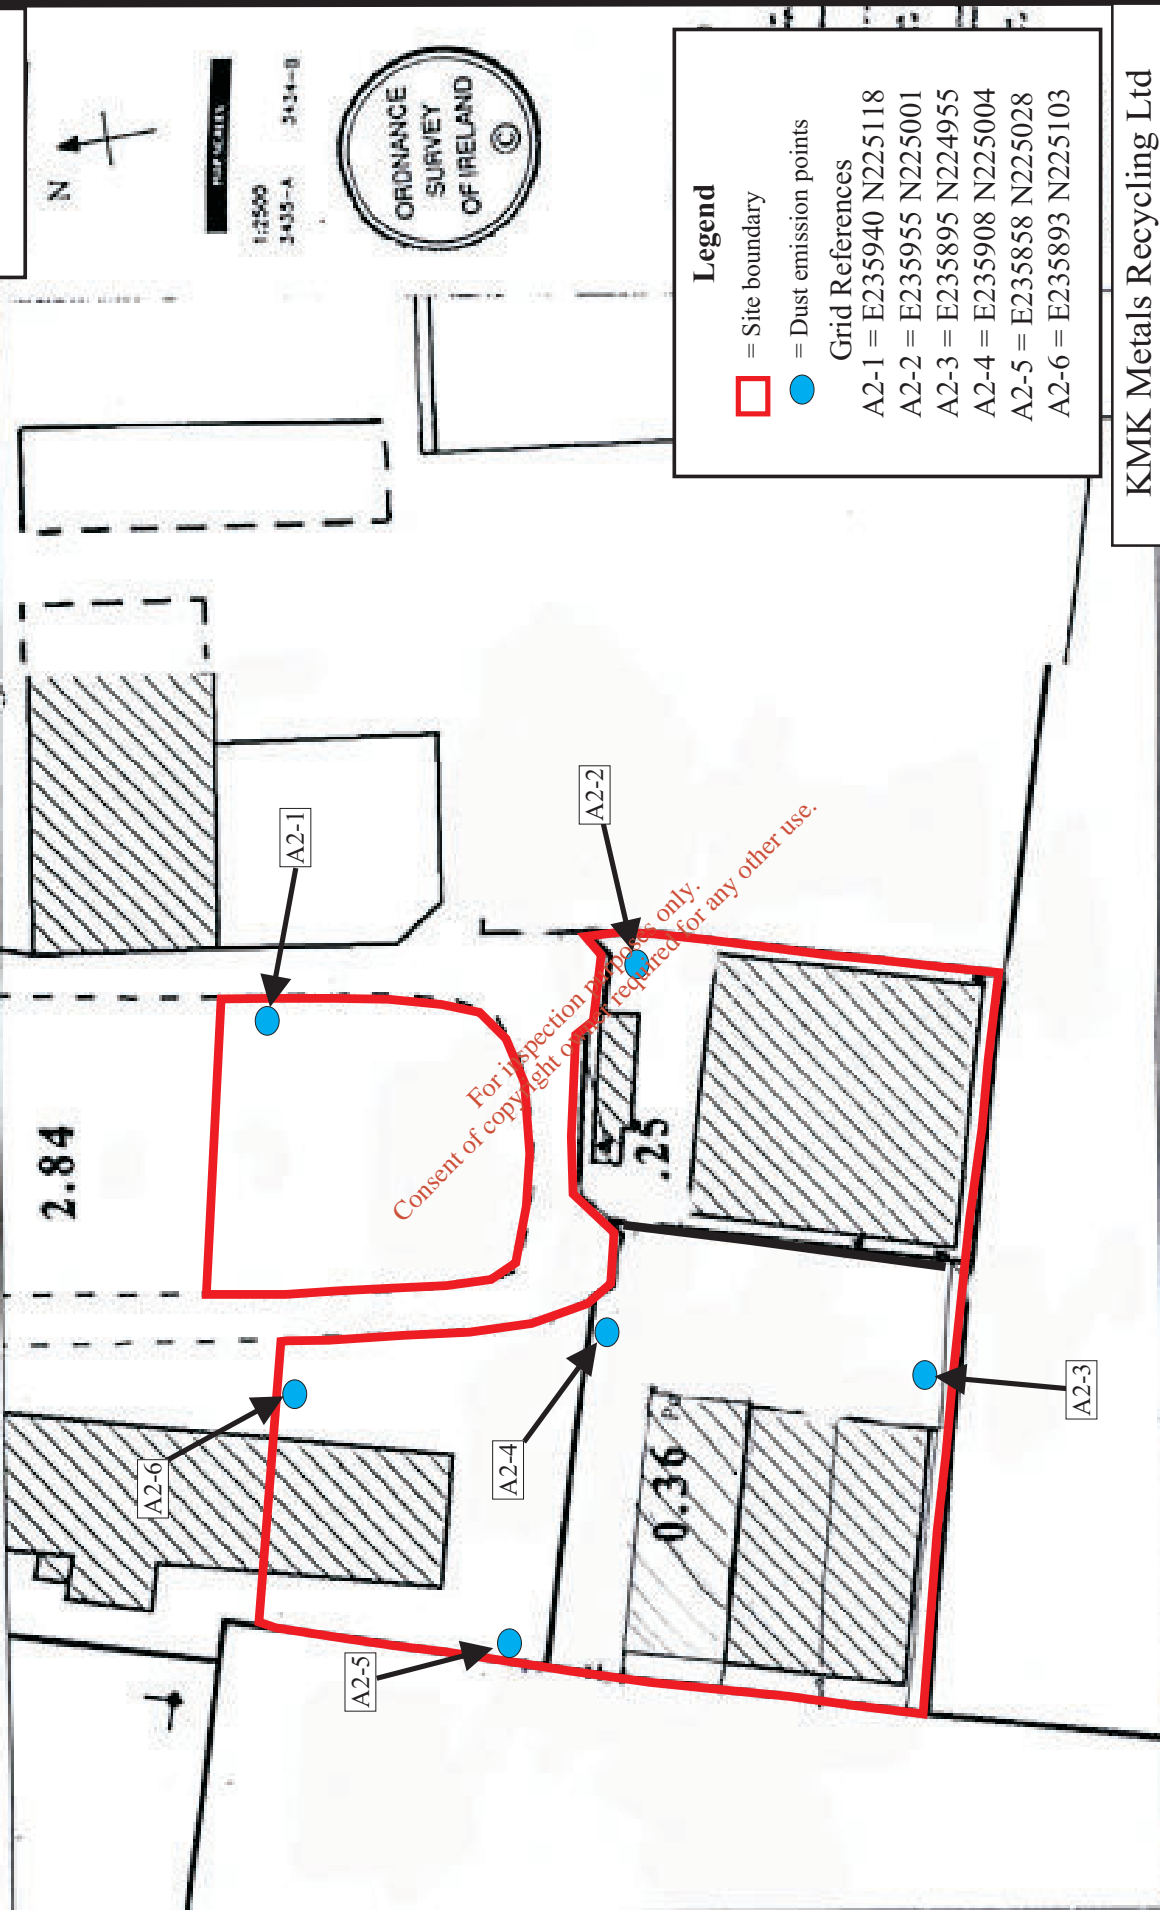 N
1:2500
3435-A 3434-B
ORDNANCE
SURVEY
OF IRELAND
©
Legend
= Site boundary
= Dust emission points
Grid References
A2-1 = E235940 N225118
A2-2 = E235955 N225001
A2-3 = E235895 N224955
A2-4 = E235908 N225004
A2-5 = E235858 N225028
A2-6 = E235893 N225103
KMK Metals Recycling Ltd
2.84
A2-1
A2-2
.25
A2-6
A2-4
A2-5
0.36
A2-3
For inspection purposes only.
Consent of copyright owner required for any other use.